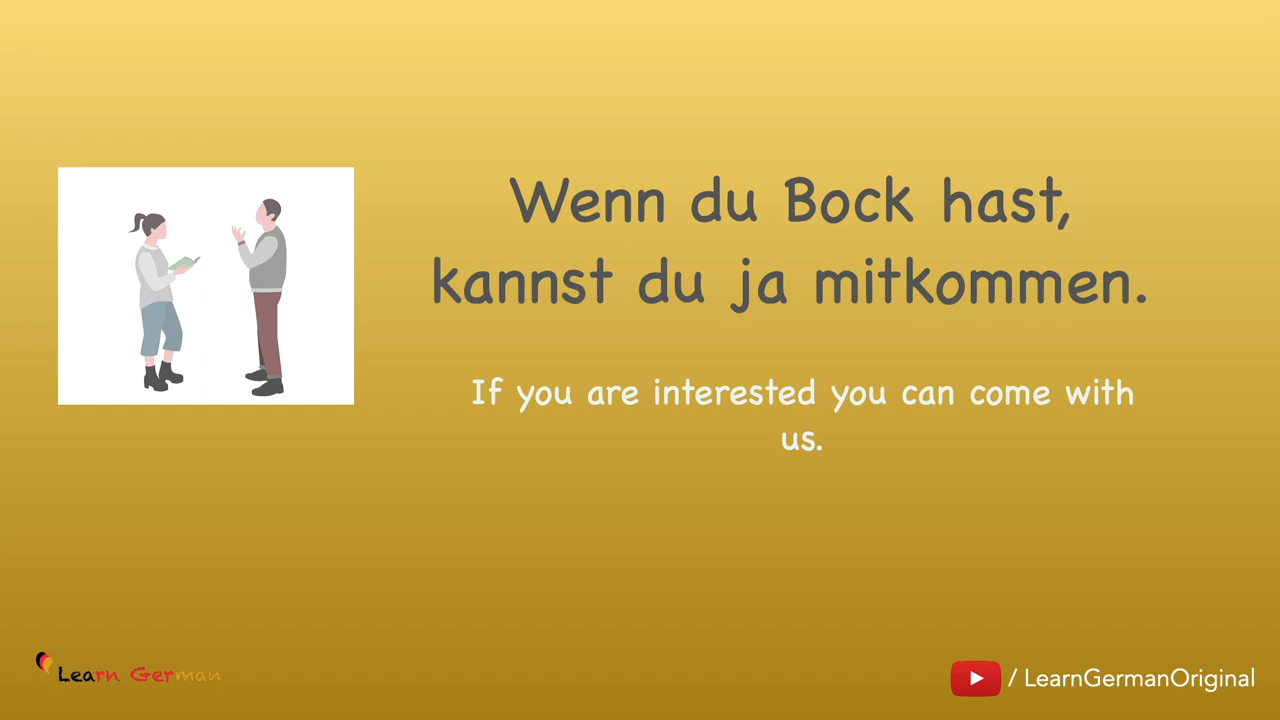 Wenn du Bock hast,
kannst du ja mitkommen.
If you are interested you can come with
us.
Learn German
/ LearnGermanOriginal